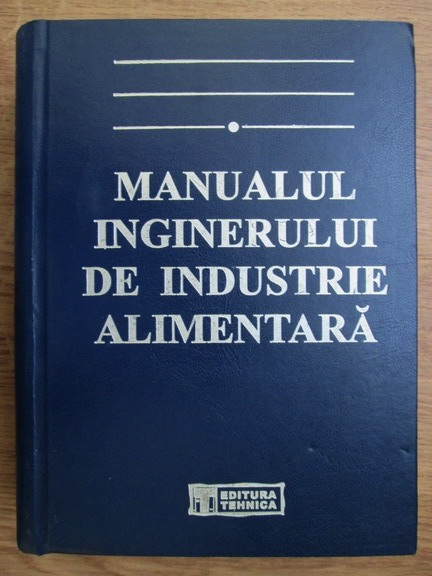 MANUALUL
INGINERULUI
DE INDUSTRIE
ALIMENTARĂ
EDITURA
TEHNICA